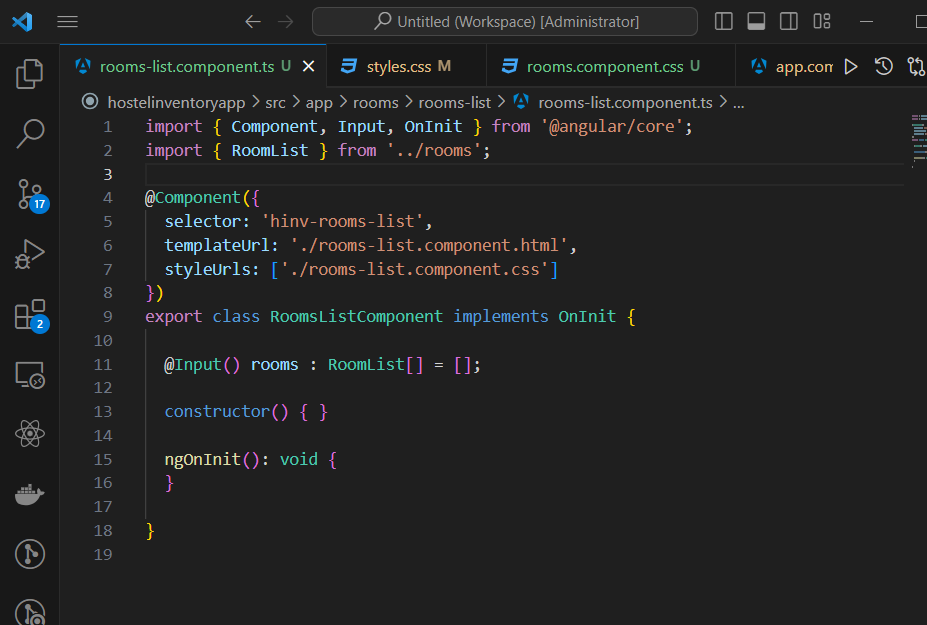 Untitled (Workspace) [Administrator]
rooms-list.component.ts U
styles.css M
rooms.component.css U
app.com
hostelinventoryapp > src > app > rooms > rooms-list > rooms-list.component.ts > ...
1 import { Component, Input, OnInit } from '@angular/core';
2 import { RoomList } from '../rooms';
3
4 @Component({
5 selector: 'hinv-rooms-list',
6 templateUrl: './rooms-list.component.html',
7 styleUrls: ['./rooms-list.component.css']
8 })
9 export class RoomsListComponent implements OnInit {
10
11 @Input() rooms : RoomList[] = [];
12
13 constructor() { }
14
15 ngOnInit(): void {
16 }
17
18 }
19
17
2